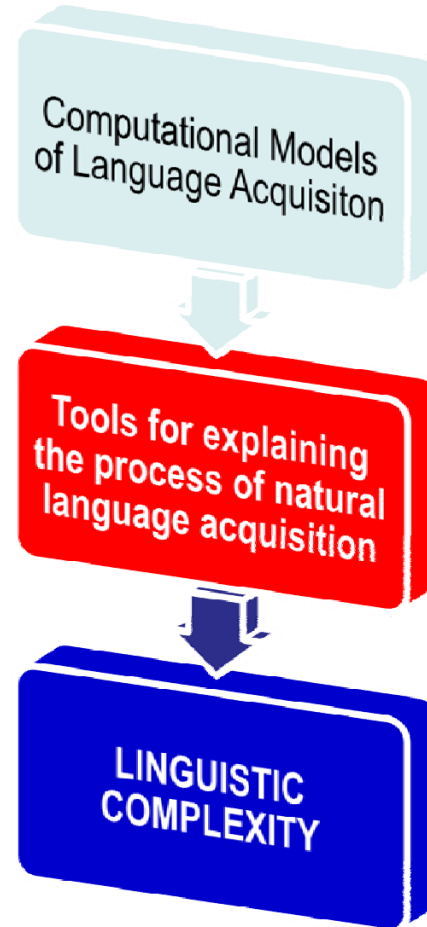 Computational Models
of Language Acquisiton
Tools for explaining
the process of natural
language acquisition
LINGUISTIC
COMPLEXITY